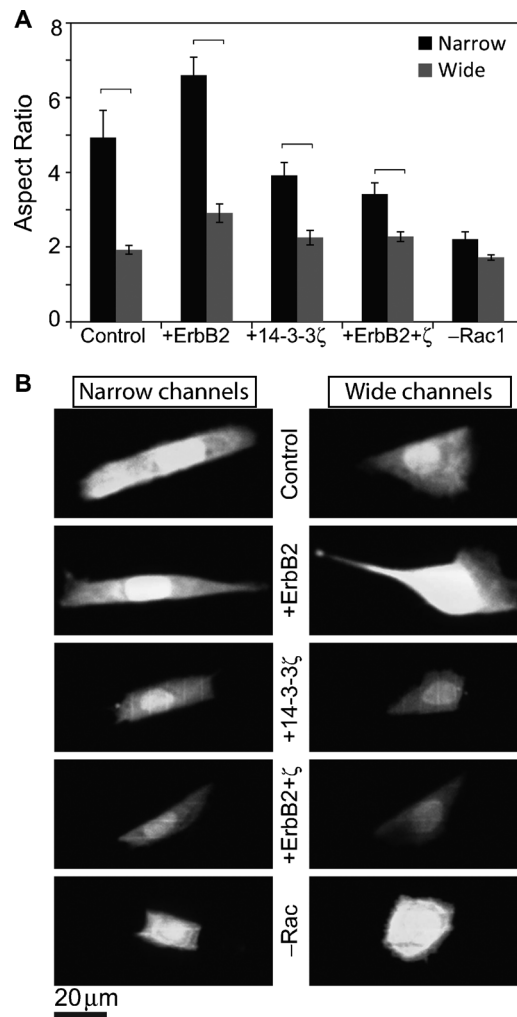 A
Aspect Ratio
8
6
4
2
0
Narrow
Wide
Control
+ErbB2
+14-3-3ζ
+ErbB2+ζ
–Rac1
B
Narrow channels
Wide channels
Control
+ErbB2
+14-3-3ζ
+ErbB2+ζ
–Rac
20 μm